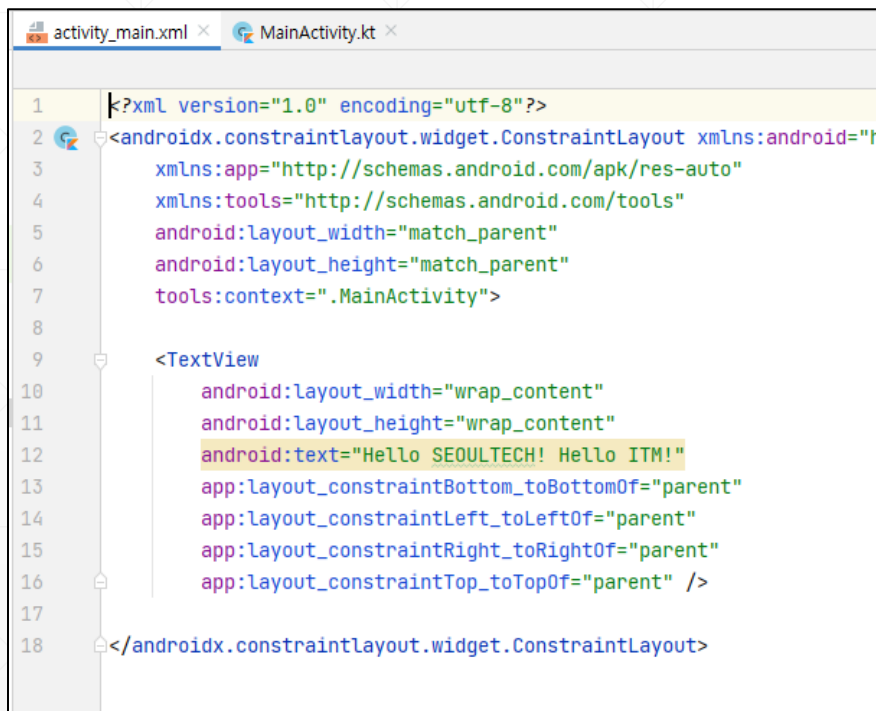 activity_main.xml MainActivity.kt
1 <?xml version="1.0" encoding="utf-8"?>
2 <androidx.constraintlayout.widget.ConstraintLayout xmlns:android="h
3 xmlns:app="http://schemas.android.com/apk/res-auto"
4 xmlns:tools="http://schemas.android.com/tools"
5 android:layout_width="match_parent"
6 android:layout_height="match_parent"
7 tools:context=".MainActivity">
8
9 <TextView
10 android:layout_width="wrap_content"
11 android:layout_height="wrap_content"
12 android:text="Hello SEOULTECH! Hello ITM!"
13 app:layout_constraintBottom_toBottomOf="parent"
14 app:layout_constraintLeft_toLeftOf="parent"
15 app:layout_constraintRight_toRightOf="parent"
16 app:layout_constraintTop_toTopOf="parent" />
17
18 </androidx.constraintlayout.widget.ConstraintLayout>